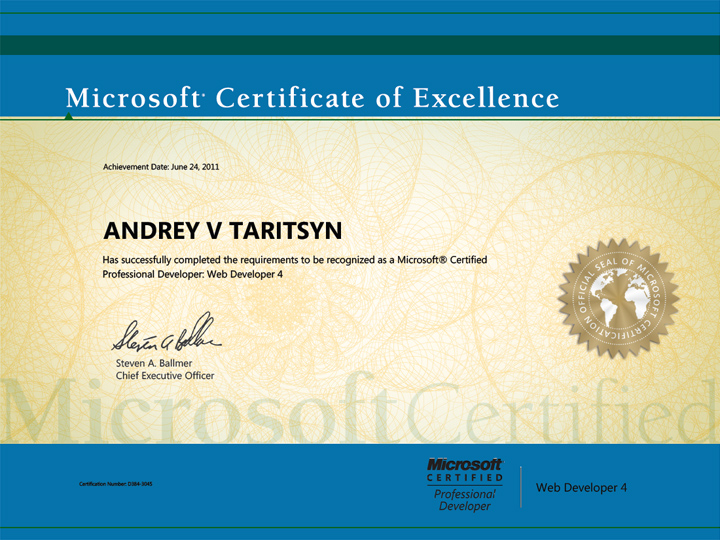 Microsoft® Certificate of Excellence
Achievement Date: June 24, 2011
ANDREY V TARITSYN
Has successfully completed the requirements to be recognized as a Microsoft® Certified
Professional Developer: Web Developer 4
OFFICIAL SEAL OF MICROSOFT CERTIFICATION
Steven A. Ballmer
Steven A. Ballmer
Chief Executive Officer
Microsoft Certified
Certification Number: D364-3045
Microsoft
CERTIFIED
Professional
Developer
Web Developer 4